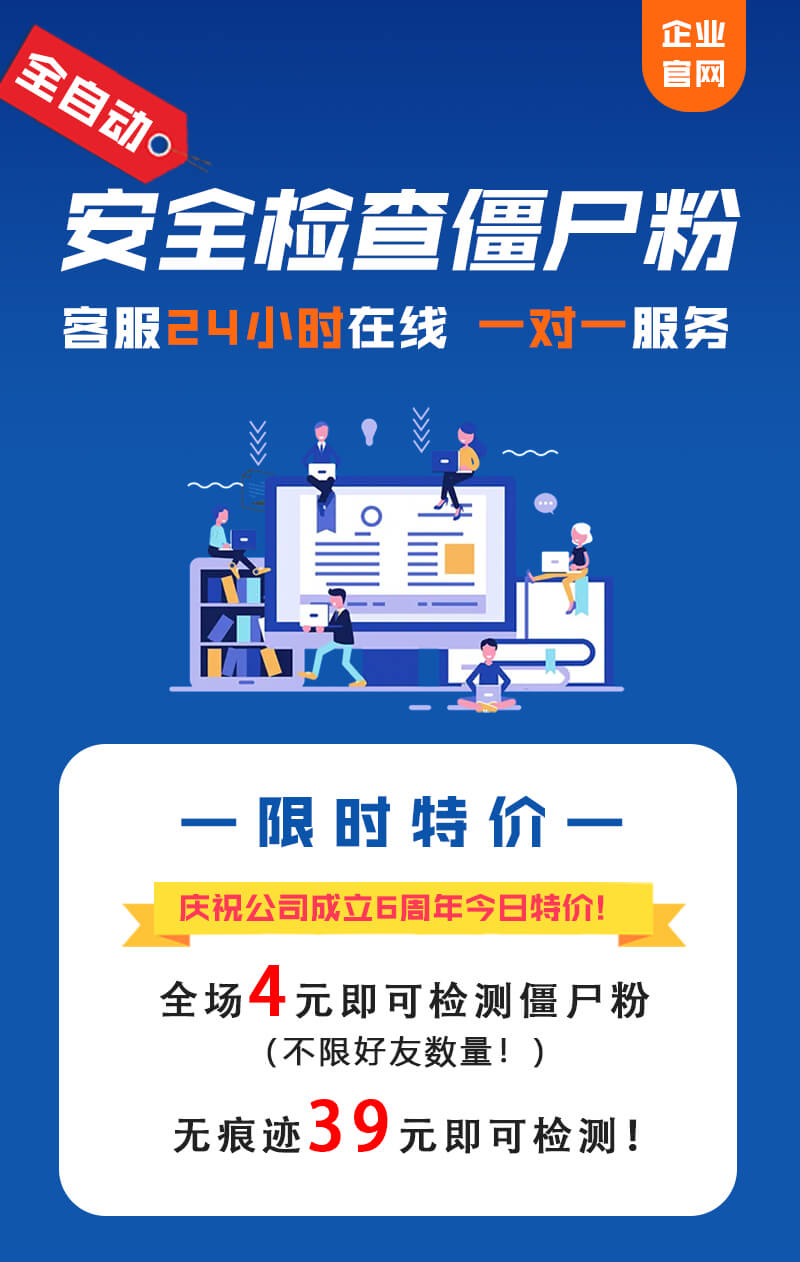 企业
官网
全自动
安全检查僵尸粉
客服24小时在线 一对一服务
一限时特价一
庆祝公司成立6周年今日特价!
全场4元即可检测僵尸粉
(不限好友数量!)
无痕迹39元即可检测!